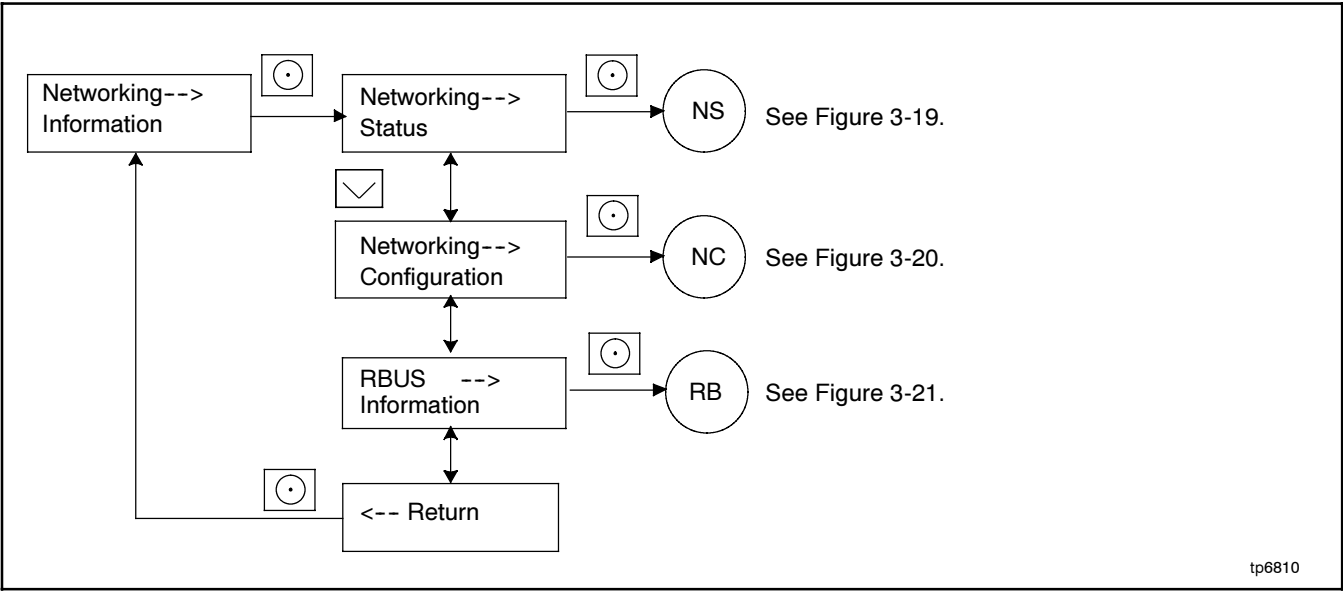 Networking-->
Information
Networking-->
Status
NS
See Figure 3-19.
Networking-->
Configuration
NC
See Figure 3-20.
RBUS -->
Information
RB
See Figure 3-21.
<-- Return
tp6810